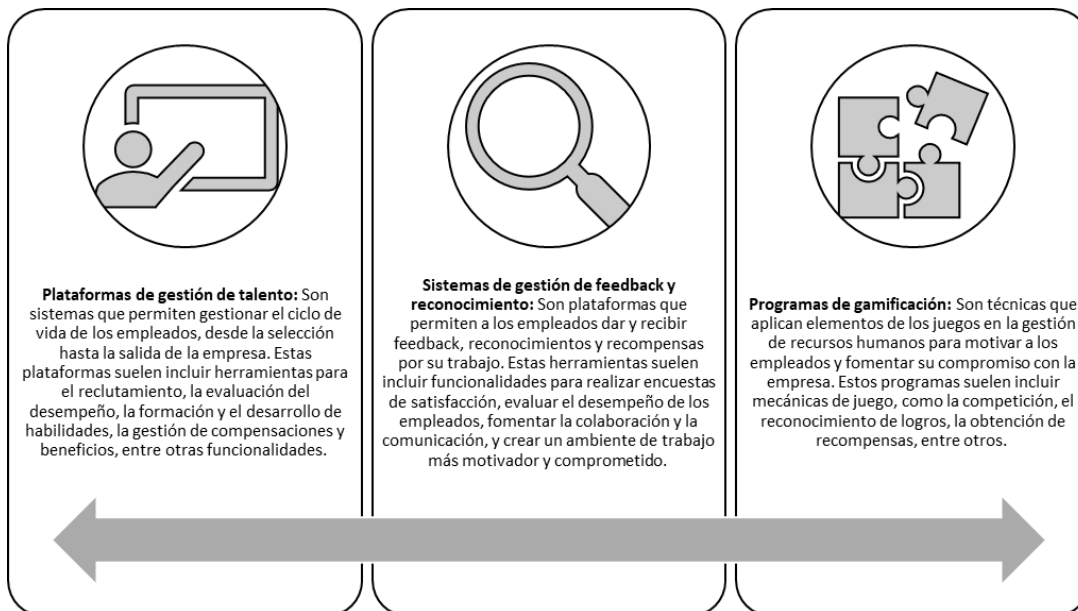 Plataformas de gestión de talento: Son
sistemas que permiten gestionar el ciclo de
vida de los empleados, desde la selección
hasta la salida de la empresa. Estas
plataformas suelen incluir herramientas para
el reclutamiento, la evaluación del
desempeño, la formación y el desarrollo de
habilidades, la gestión de compensaciones y
beneficios, entre otras funcionalidades.
Sistemas de gestión de feedback y
reconocimiento: Son plataformas que
permiten a los empleados dar y recibir
feedback, reconocimientos y recompensas
por su trabajo. Estas herramientas suelen
incluir funcionalidades para realizar encuestas
de satisfacción, evaluar el desempeño de los
empleados, fomentar la colaboración y la
comunicación, y crear un ambiente de trabajo
más motivador y comprometido.
Programas de gamificación: Son técnicas que
aplican elementos de los juegos en la gestión
de recursos humanos para motivar a los
empleados y fomentar su compromiso con la
empresa. Estos programas suelen incluir
mecánicas de juego, como la competición, el
reconocimiento de logros, la obtención de
recompensas, entre otros.